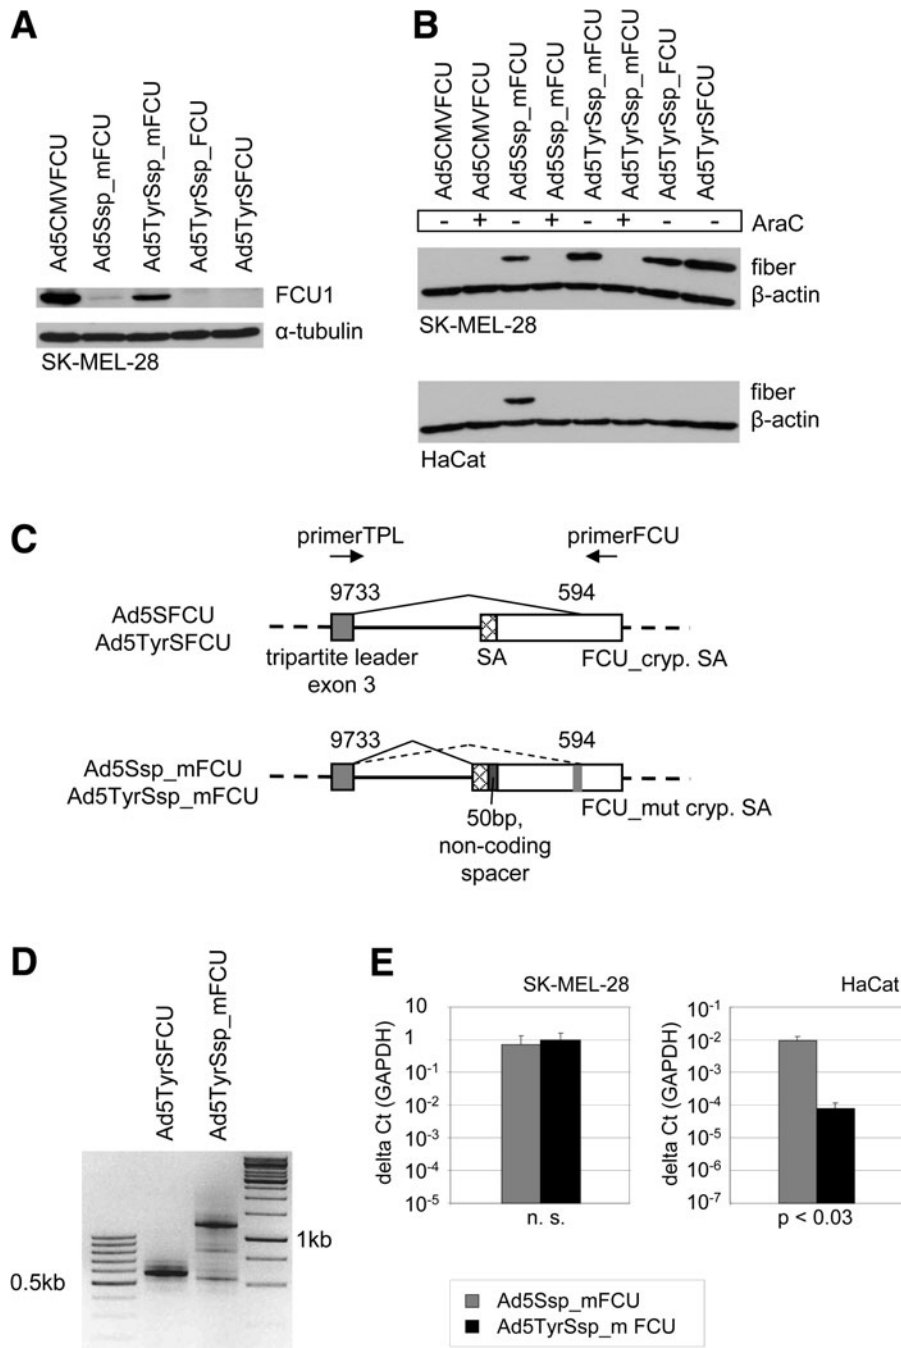 A
Ad5CMVFCU
Ad5Ssp_mFCU
Ad5TyrSsp_mFCU
Ad5TyrSsp_FCU
Ad5TyrSFCU
FCU1
α-tubulin
SK-MEL-28
B
Ad5CMVFCU
Ad5CMVFCU
Ad5Ssp_mFCU
Ad5Ssp_mFCU
Ad5TyrSsp_mFCU
Ad5TyrSsp_mFCU
Ad5TyrSsp_FCU
Ad5TyrSFCU
- + - + - + - - AraC
fiber
β-actin
SK-MEL-28
fiber
β-actin
HaCat
C
primerTPL primerFCU
9733 594
Ad5SFCU
Ad5TyrSFCU
tripartite leader
exon 3
SA
FCU_cryp. SA
9733 594
Ad5Ssp_mFCU
Ad5TyrSsp_mFCU
50bp,
non-coding
spacer
FCU_mut cryp. SA
D
Ad5TyrSFCU
Ad5TyrSsp_mFCU
1kb
0.5kb
E
SK-MEL-28
delta Ct (GAPDH)
10
1
10⁻¹
10⁻²
10⁻³
10⁻⁴
10⁻⁵
n. s.
HaCat
delta Ct (GAPDH)
10⁻¹
10⁻²
10⁻³
10⁻⁴
10⁻⁵
10⁻⁶
10⁻⁷
p < 0.03
Ad5Ssp_mFCU
Ad5TyrSsp_m FCU